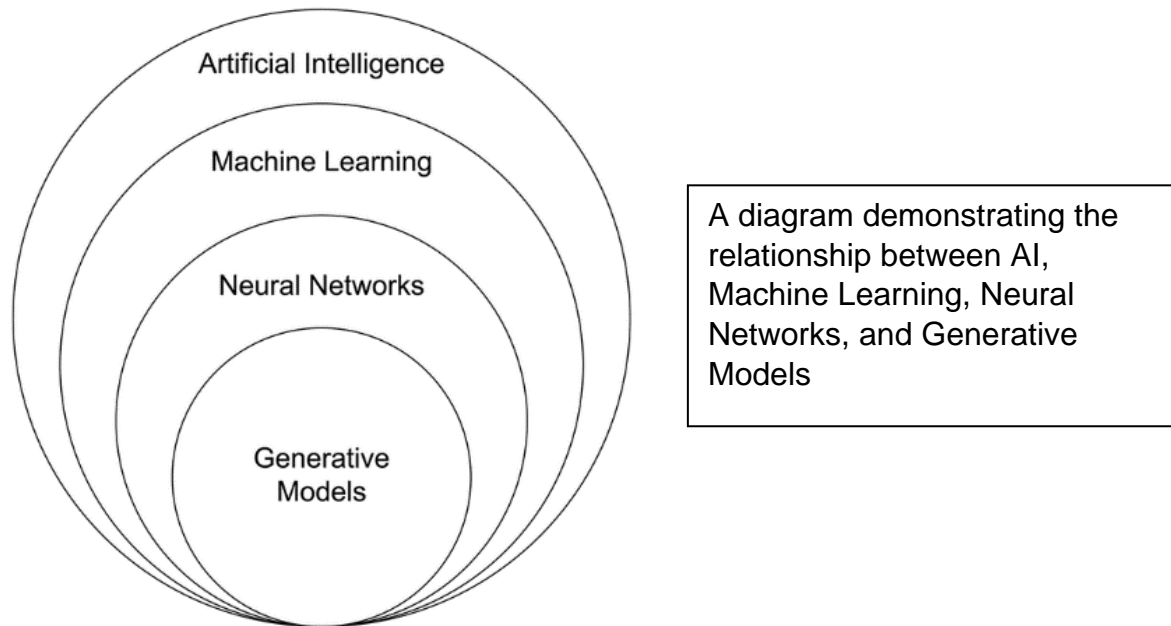 Artificial Intelligence
Machine Learning
Neural Networks
Generative
Models
A diagram demonstrating the
relationship between AI,
Machine Learning, Neural
Networks, and Generative
Models